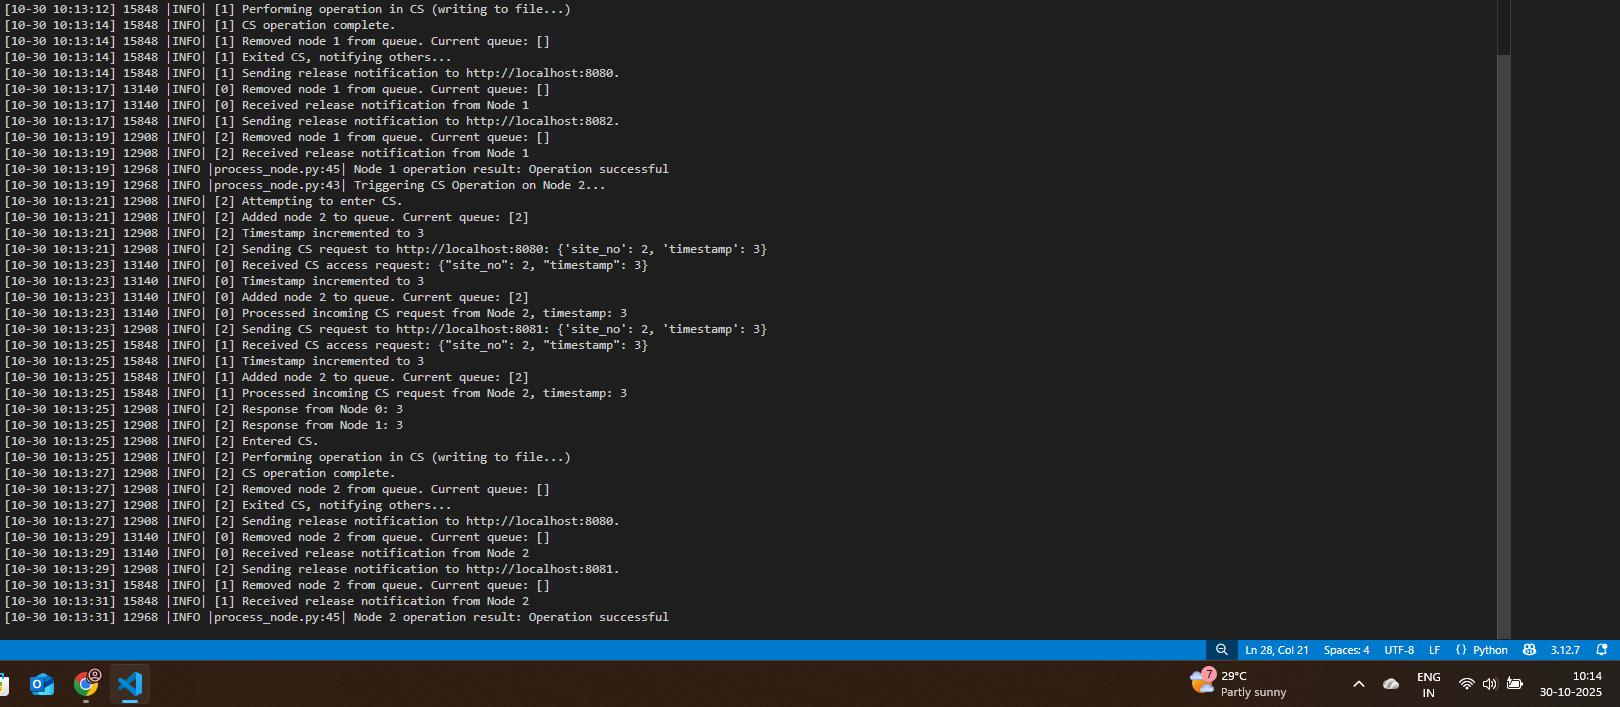 [10-30 10:13:12] 15848 |INFO| [1] Performing operation in CS (writing to file...)
[10-30 10:13:14] 15848 |INFO| [1] CS operation complete.
[10-30 10:13:14] 15848 |INFO| [1] Removed node 1 from queue. Current queue: []
[10-30 10:13:14] 15848 |INFO| [1] Exited CS, notifying others...
[10-30 10:13:14] 15848 |INFO| [1] Sending release notification to http://localhost:8080.
[10-30 10:13:17] 13140 |INFO| [0] Removed node 1 from queue. Current queue: []
[10-30 10:13:17] 13140 |INFO| [0] Received release notification from Node 1
[10-30 10:13:17] 15848 |INFO| [1] Sending release notification to http://localhost:8082.
[10-30 10:13:19] 12908 |INFO| [2] Removed node 1 from queue. Current queue: []
[10-30 10:13:19] 12908 |INFO| [2] Received release notification from Node 1
[10-30 10:13:19] 12968 |INFO |process_node.py:45| Node 1 operation result: Operation successful
[10-30 10:13:19] 12968 |INFO |process_node.py:43| Triggering CS Operation on Node 2...
[10-30 10:13:21] 12908 |INFO| [2] Attempting to enter CS.
[10-30 10:13:21] 12908 |INFO| [2] Added node 2 to queue. Current queue: [2]
[10-30 10:13:21] 12908 |INFO| [2] Timestamp incremented to 3
[10-30 10:13:21] 12908 |INFO| [2] Sending CS request to http://localhost:8080: {'site_no': 2, 'timestamp': 3}
[10-30 10:13:23] 13140 |INFO| [0] Received CS access request: {"site_no": 2, "timestamp": 3}
[10-30 10:13:23] 13140 |INFO| [0] Timestamp incremented to 3
[10-30 10:13:23] 13140 |INFO| [0] Added node 2 to queue. Current queue: [2]
[10-30 10:13:23] 13140 |INFO| [0] Processed incoming CS request from Node 2, timestamp: 3
[10-30 10:13:23] 12908 |INFO| [2] Sending CS request to http://localhost:8081: {'site_no': 2, 'timestamp': 3}
[10-30 10:13:25] 15848 |INFO| [1] Received CS access request: {"site_no": 2, "timestamp": 3}
[10-30 10:13:25] 15848 |INFO| [1] Timestamp incremented to 3
[10-30 10:13:25] 15848 |INFO| [1] Added node 2 to queue. Current queue: [2]
[10-30 10:13:25] 15848 |INFO| [1] Processed incoming CS request from Node 2, timestamp: 3
[10-30 10:13:25] 12908 |INFO| [2] Response from Node 0: 3
[10-30 10:13:25] 12908 |INFO| [2] Response from Node 1: 3
[10-30 10:13:25] 12908 |INFO| [2] Entered CS.
[10-30 10:13:25] 12908 |INFO| [2] Performing operation in CS (writing to file...)
[10-30 10:13:27] 12908 |INFO| [2] CS operation complete.
[10-30 10:13:27] 12908 |INFO| [2] Removed node 2 from queue. Current queue: []
[10-30 10:13:27] 12908 |INFO| [2] Exited CS, notifying others...
[10-30 10:13:27] 12908 |INFO| [2] Sending release notification to http://localhost:8080.
[10-30 10:13:29] 13140 |INFO| [0] Removed node 2 from queue. Current queue: []
[10-30 10:13:29] 13140 |INFO| [0] Received release notification from Node 2
[10-30 10:13:29] 12908 |INFO| [2] Sending release notification to http://localhost:8081.
[10-30 10:13:31] 15848 |INFO| [1] Removed node 2 from queue. Current queue: []
[10-30 10:13:31] 15848 |INFO| [1] Received release notification from Node 2
[10-30 10:13:31] 12968 |INFO |process_node.py:45| Node 2 operation result: Operation successful
Ln 28, Col 21 Spaces: 4 UTF-8 LF {} Python 3.12.7
7 29°C
Partly sunny
ENG
IN
10:14
30-10-2025